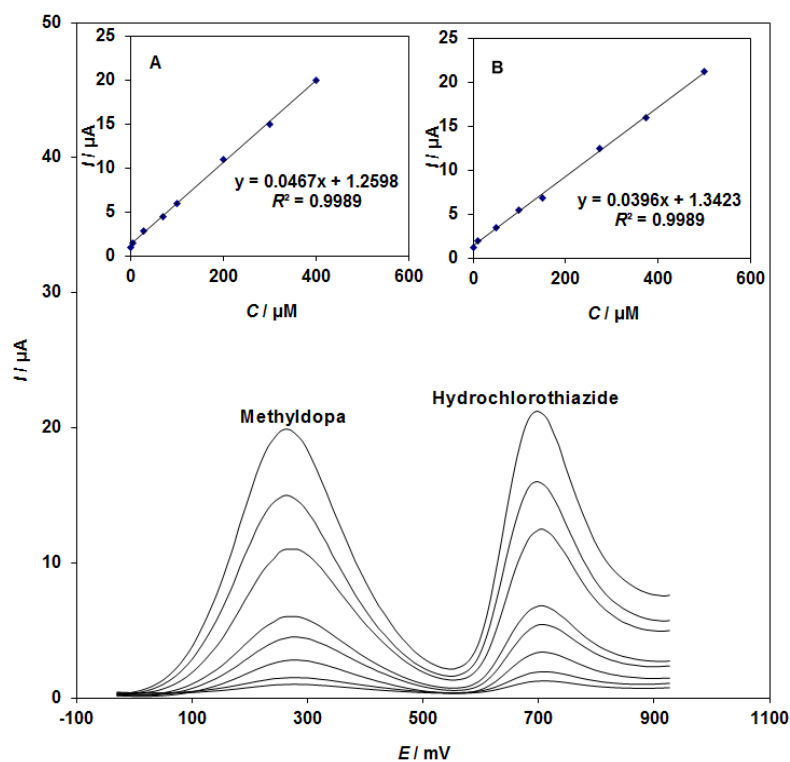 50
40
30
20
10
0
I / µA
-100
100
300
500
700
900
1100
E / mV
Methyldopa
Hydrochlorothiazide
A
25
20
15
10
5
0
I / µA
0
200
400
600
C / µM
y = 0.0467x + 1.2598
R² = 0.9989
B
25
20
15
10
5
0
I / µA
0
200
400
600
C / µM
y = 0.0396x + 1.3423
R² = 0.9989